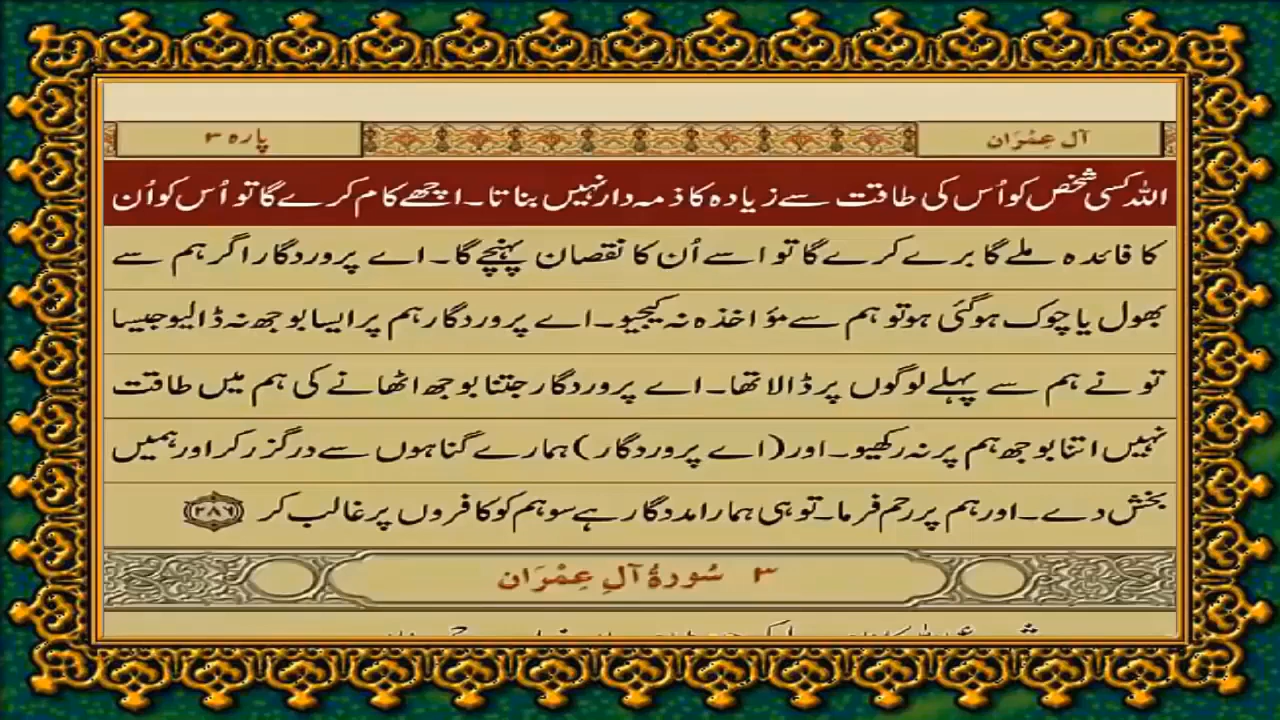 آل عِمْرَان
پارہ ۳
اللہ کسی شخص کو اُس کی طاقت سے زیادہ کا ذمہ دار نہیں بناتا۔ اچھے کام کرے گا تو اُس کو اُن
کا فائدہ ملے گا برے کرے گا تو اسے اُن کا نقصان پہنچے گا۔ اے پروردگار اگر ہم سے
بھول یا چوک ہوگئی ہو تو ہم سے مؤاخذہ نہ کیجیو۔ اے پروردگار ہم پر ایسا بوجھ نہ ڈالیو جیسا
تو نے ہم سے پہلے لوگوں پر ڈالا تھا۔ اے پروردگار جتنا بوجھ اٹھانے کی ہم میں طاقت
نہیں اتنا بوجھ ہم پر نہ رکھیو۔ اور (اے پروردگار) ہمارے گناہوں سے درگزر کر اور ہمیں
بخش دے۔ اور ہم پر رحم فرما۔ تو ہی ہمارا مددگار ہے سو ہم کو کافروں پر غالب کر ۲۸۶
۳ سُورۃُ آلِ عِمْرَان